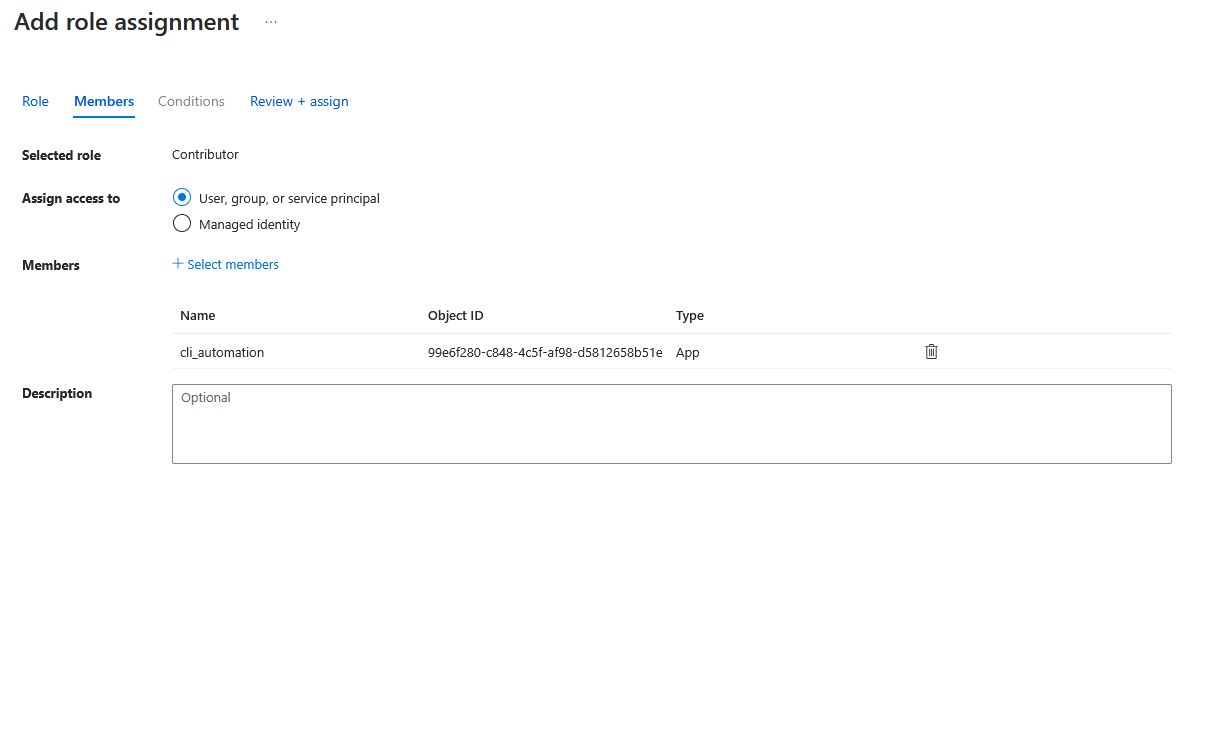 Add role assignment ...
Role Members Conditions Review + assign
Selected role Contributor
Assign access to User, group, or service principal
Managed identity
Members + Select members
Name Object ID Type
cli_automation 99e6f280-c848-4c5f-af98-d5812658b51e App
Description Optional